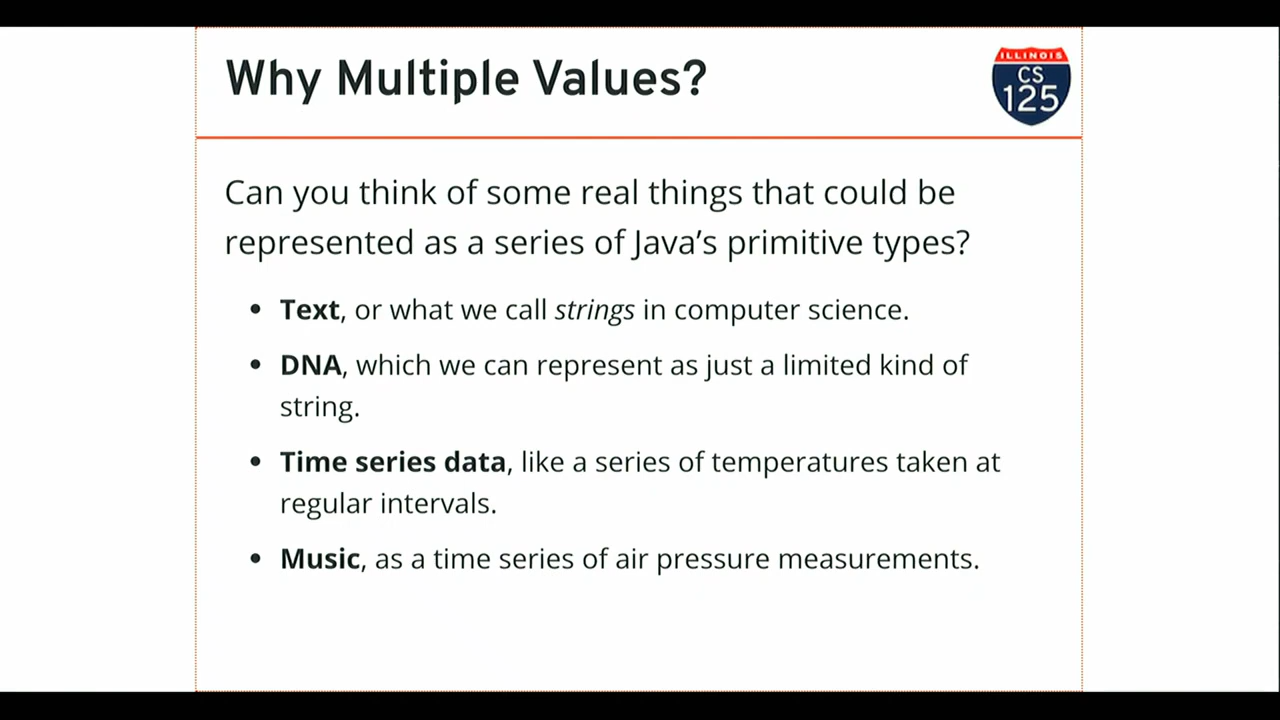 Why Multiple Values?
ILLINOIS
CS
125
Can you think of some real things that could be
represented as a series of Java’s primitive types?
• Text, or what we call strings in computer science.
• DNA, which we can represent as just a limited kind of
string.
• Time series data, like a series of temperatures taken at
regular intervals.
• Music, as a time series of air pressure measurements.